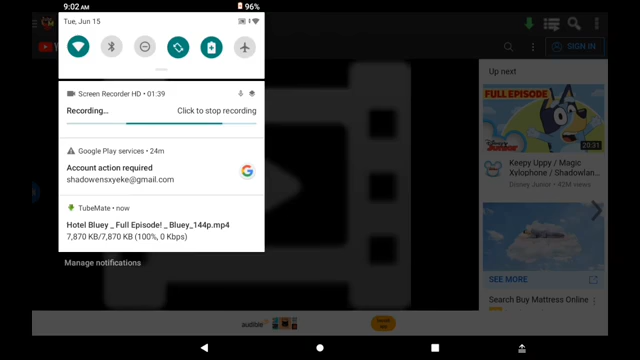 9:02 AM
96%
Tue, Jun 15
SIGN IN
Screen Recorder HD • 01:39
Up next
Recording...
Click to stop recording
FULL EPISODE!
20:31
Google Play services • 24m
Account action required
shadowensxyeke@gmail.com
Keepy Uppy / Magic
Xylophone / Shadowlan...
Disney Junior • 82M views
TubeMate • now
Hotel Bluey _ Full Episode! _ Bluey_144p.mp4
7,870 KB/7,870 KB (100%, 0 Kbps)
Manage notifications
SEE MORE
Search Buy Mattress Online